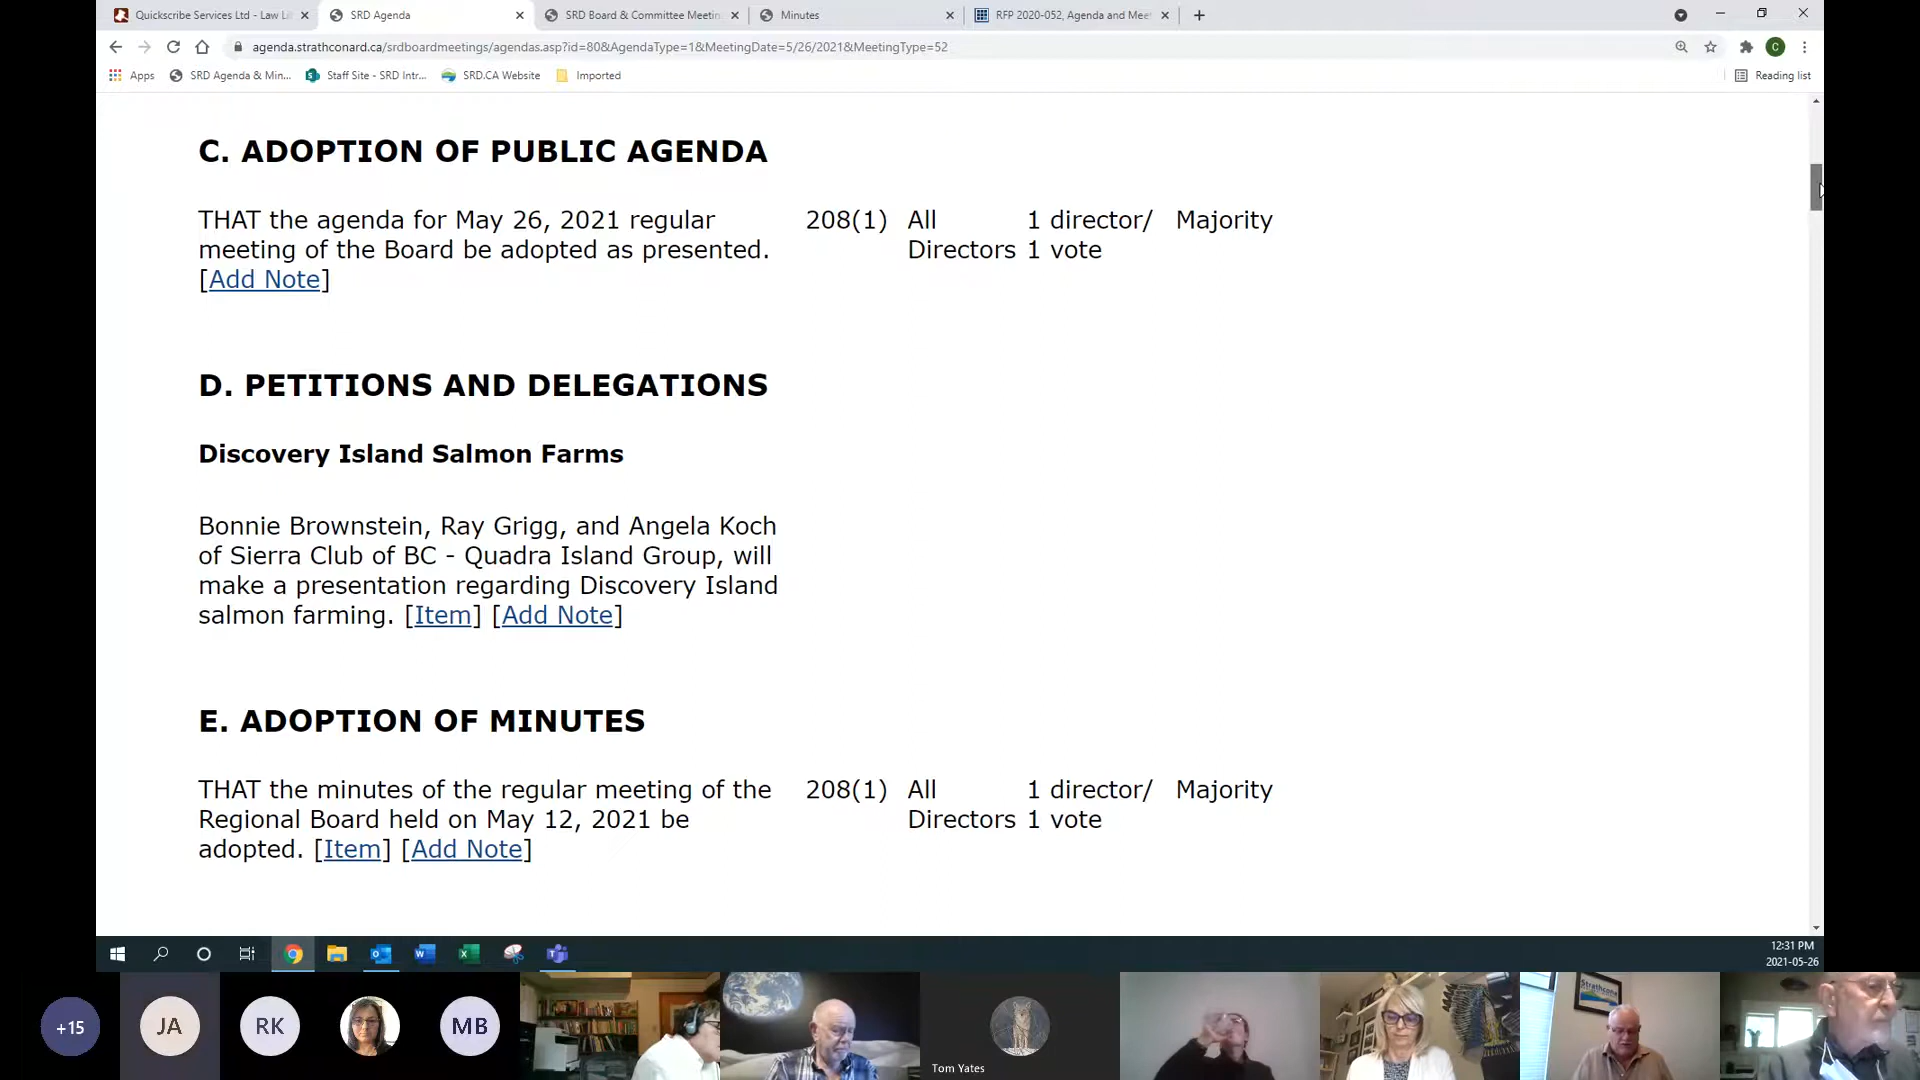 Quickscribe Services Ltd - Law Li
SRD Agenda
SRD Board & Committee Meetin
Minutes
RFP 2020-052, Agenda and Mee
agenda.strathconard.ca/srdboardmeetings/agendas.asp?id=80&AgendaType=1&MeetingDate=5/26/2021&MeetingType=52
C
Apps
SRD Agenda & Min...
Staff Site - SRD Intr...
SRD.CA Website
Imported
Reading list
C. ADOPTION OF PUBLIC AGENDA
THAT the agenda for May 26, 2021 regular 208(1) All 1 director/ Majority
meeting of the Board be adopted as presented. Directors 1 vote
[Add Note]
D. PETITIONS AND DELEGATIONS
Discovery Island Salmon Farms
Bonnie Brownstein, Ray Grigg, and Angela Koch
of Sierra Club of BC - Quadra Island Group, will
make a presentation regarding Discovery Island
salmon farming. [Item] [Add Note]
E. ADOPTION OF MINUTES
THAT the minutes of the regular meeting of the 208(1) All 1 director/ Majority
Regional Board held on May 12, 2021 be Directors 1 vote
adopted. [Item] [Add Note]
12:31 PM
2021-05-26
+15
JA
RK
MB
Tom Yates
Strathcona